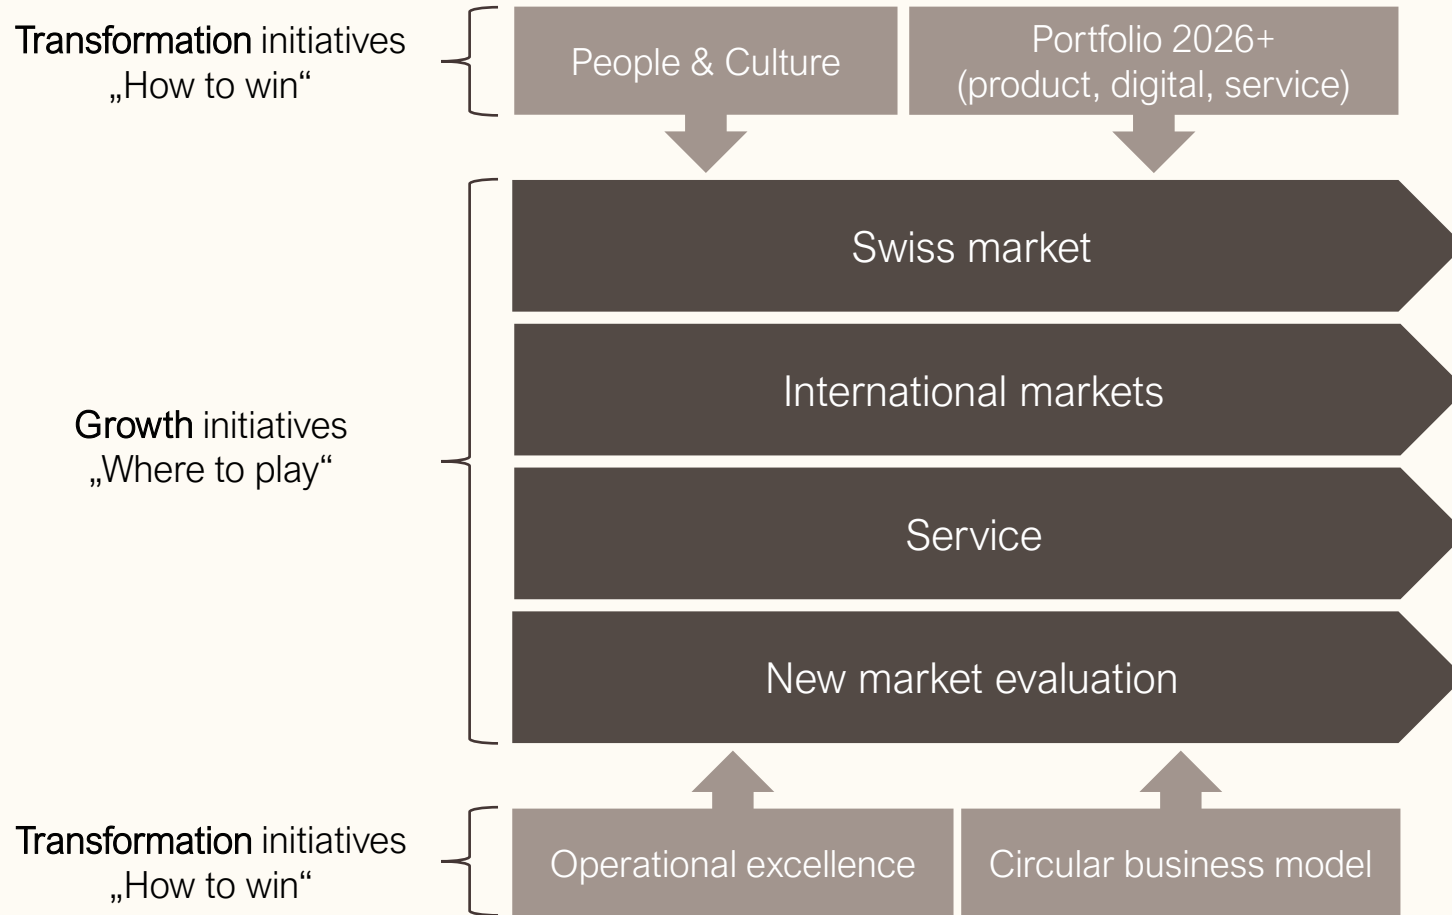 Transformation initiatives
„How to win“
People & Culture
Portfolio 2026+
(product, digital, service)
Swiss market
International markets
Growth initiatives
„Where to play“
Service
New market evaluation
Transformation initiatives
„How to win“
Operational excellence
Circular business model